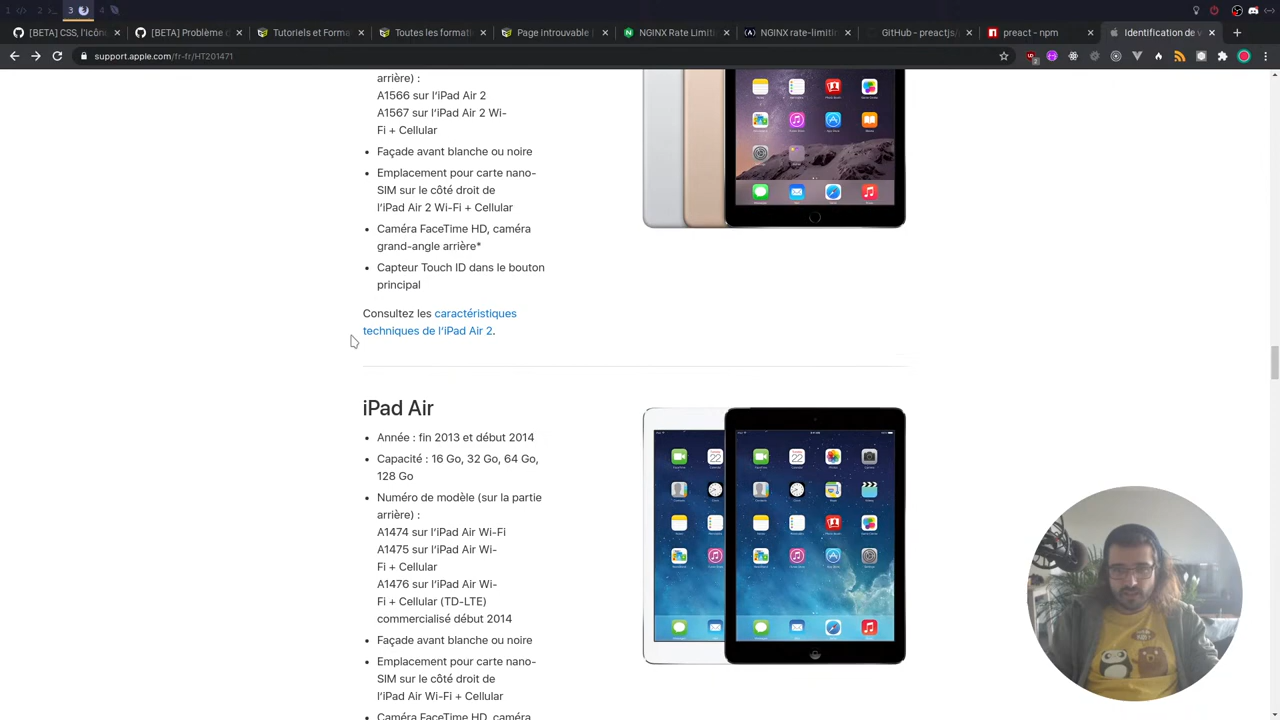 1
2
3
4
[BETA] CSS, l'icôn
[BETA] Problème d
Tutoriels et Forma
Toutes les formati
Page introuvable
NGINX Rate Limiti
NGINX rate-limitin
GitHub - preactjs/
preact - npm
Identification de v
support.apple.com/fr-fr/HT201471
arrière) :
A1566 sur l'iPad Air 2
A1567 sur l'iPad Air 2 Wi-
Fi + Cellular
Façade avant blanche ou noire
Emplacement pour carte nano-
SIM sur le côté droit de
l'iPad Air 2 Wi-Fi + Cellular
Caméra FaceTime HD, caméra
grand-angle arrière*
Capteur Touch ID dans le bouton
principal
Consultez les caractéristiques
techniques de l'iPad Air 2.
iPad Air
Année : fin 2013 et début 2014
Capacité : 16 Go, 32 Go, 64 Go,
128 Go
Numéro de modèle (sur la partie
arrière) :
A1474 sur l'iPad Air Wi-Fi
A1475 sur l'iPad Air Wi-
Fi + Cellular
A1476 sur l'iPad Air Wi-
Fi + Cellular (TD-LTE)
commercialisé début 2014
Façade avant blanche ou noire
Emplacement pour carte nano-
SIM sur le côté droit de
l'iPad Air Wi-Fi + Cellular
Caméra FaceTime HD, caméra